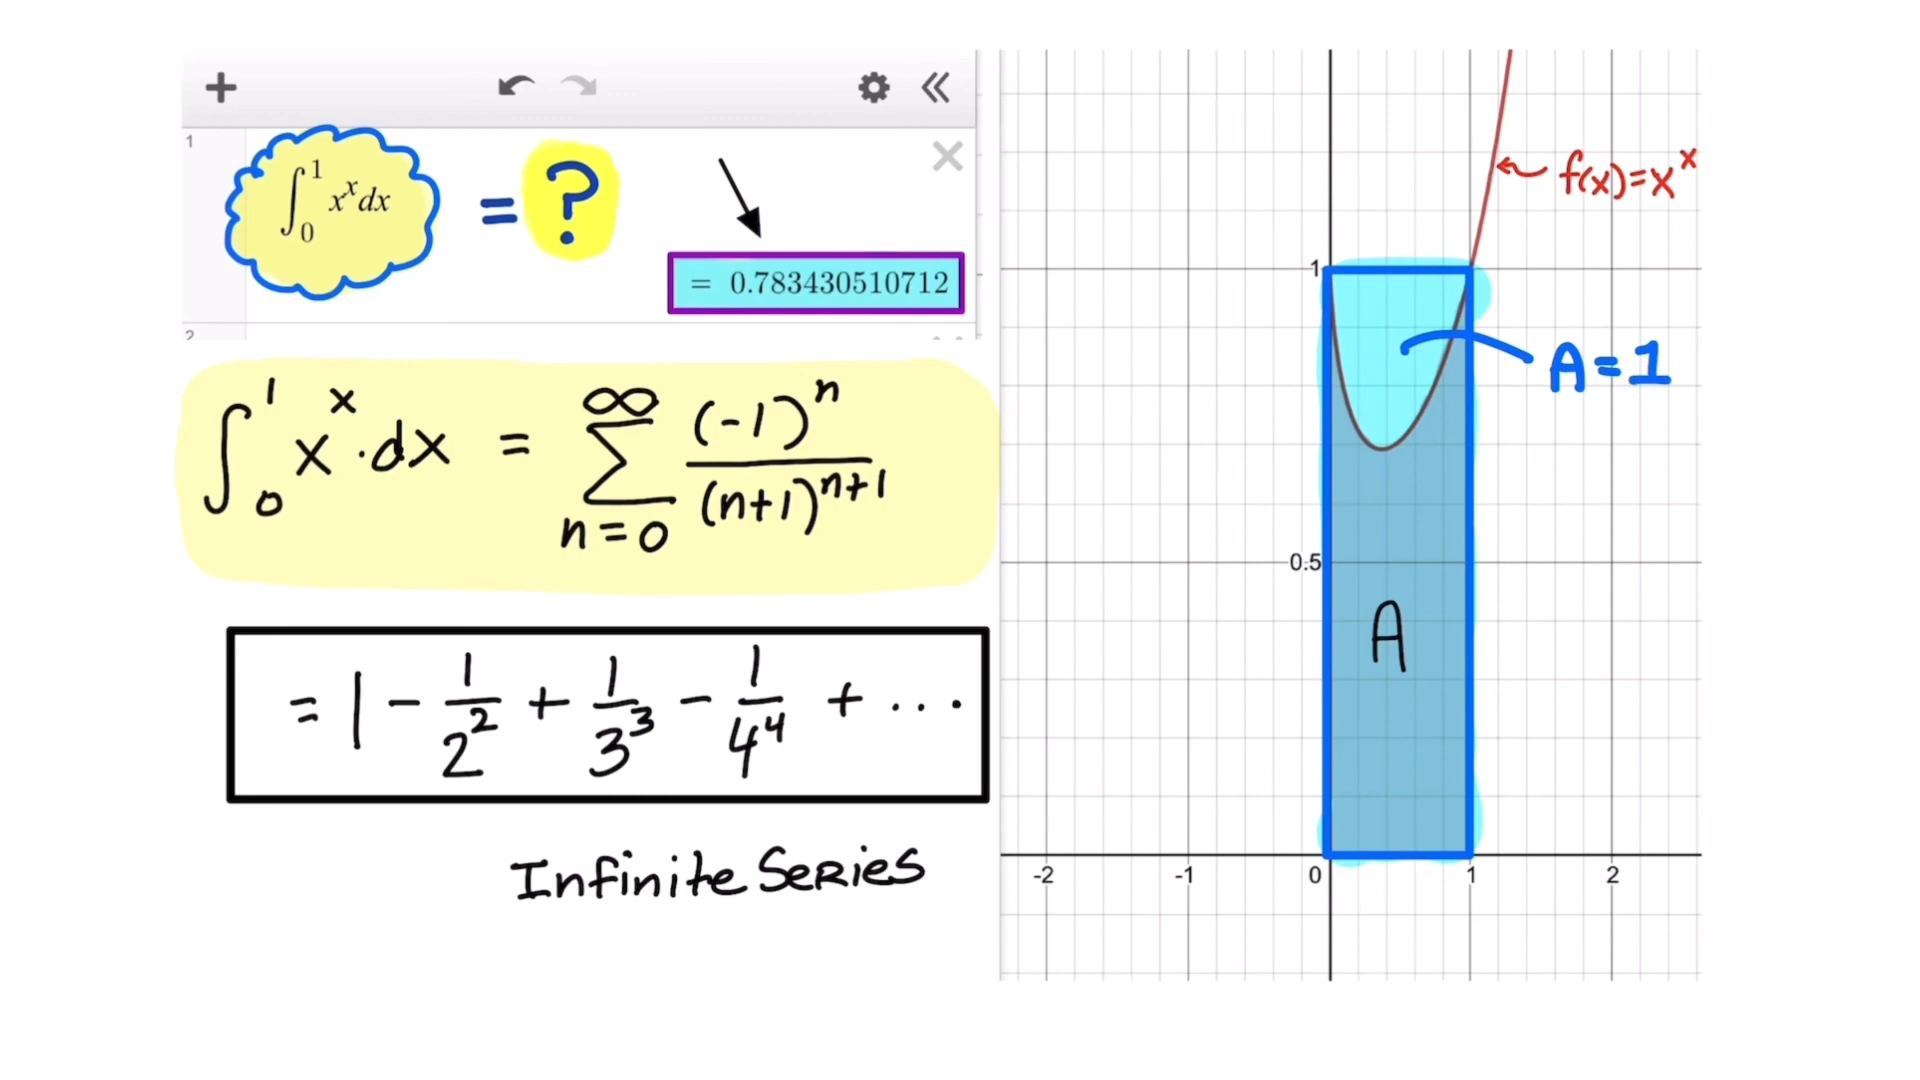 1
∫₀¹ xˣdx = ?
= 0.783430510712
2
∫₀¹ xˣ·dx = ∑ₙ₌₀^∞ (-1)ⁿ/(n+1)ⁿ⁺¹
= 1 - 1/2² + 1/3³ - 1/4⁴ + ···
Infinite Series
f(x)=xˣ
1
A=1
0.5
A
-2 -1 0 1 2